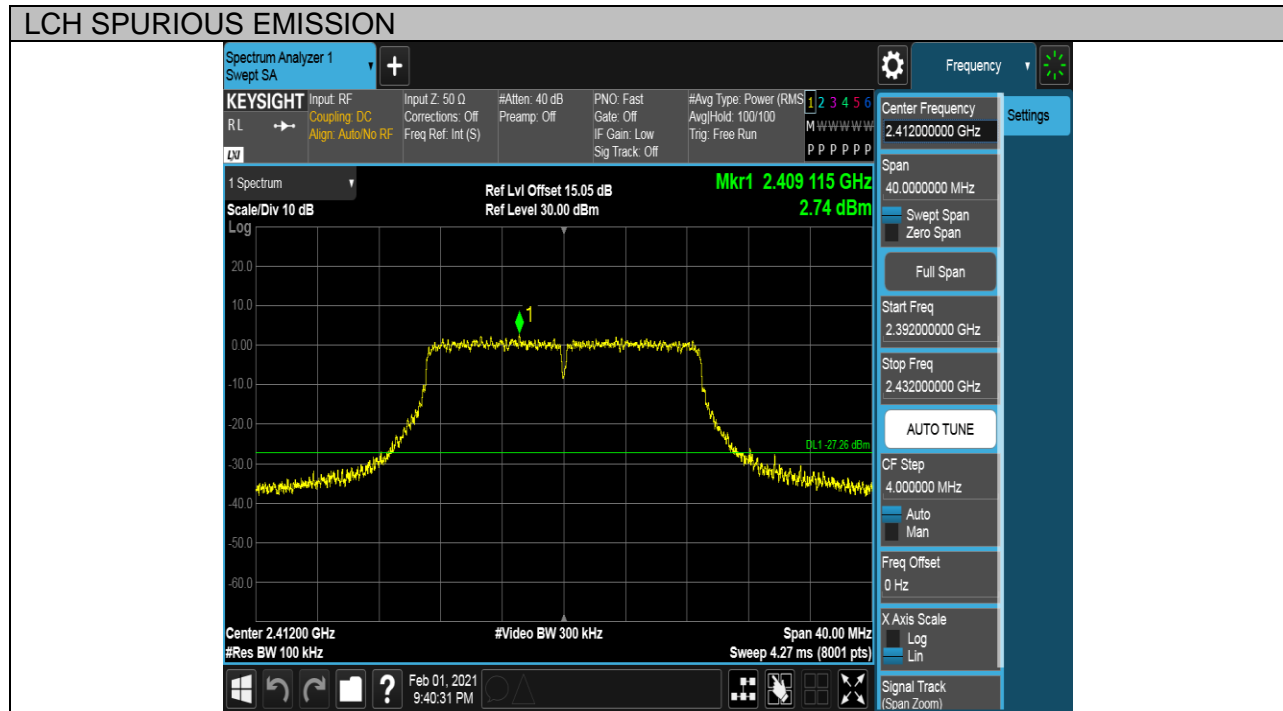 LCH SPURIOUS EMISSION
Spectrum Analyzer 1
Swept SA
+
Frequency
KEYSIGHT
RL
LXI
Input: RF
Coupling: DC
Align: Auto/No RF
Input Z: 50 Ω
Corrections: Off
Freq Ref: Int (S)
#Atten: 40 dB
Preamp: Off
PNO: Fast
Gate: Off
IF Gain: Low
Sig Track: Off
#Avg Type: Power (RMS
Avg|Hold: 100/100
Trig: Free Run
1 2 3 4 5 6
M W W W W W
P P P P P P
1 Spectrum
Scale/Div 10 dB
Log
Ref Lvl Offset 15.05 dB
Ref Level 30.00 dBm
Mkr1 2.409 115 GHz
2.74 dBm
20.0
10.0
0.00
-10.0
-20.0
-30.0
-40.0
-50.0
-60.0
1
DL1 -27.26 dBm
Center 2.41200 GHz
#Res BW 100 kHz
#Video BW 300 kHz
Span 40.00 MHz
Sweep 4.27 ms (8001 pts)
?
Feb 01, 2021
9:40:31 PM
Center Frequency
2.412000000 GHz
Settings
Span
40.0000000 MHz
Swept Span
Zero Span
Full Span
Start Freq
2.392000000 GHz
Stop Freq
2.432000000 GHz
AUTO TUNE
CF Step
4.000000 MHz
Auto
Man
Freq Offset
0 Hz
X Axis Scale
Log
Lin
Signal Track
(Span Zoom)